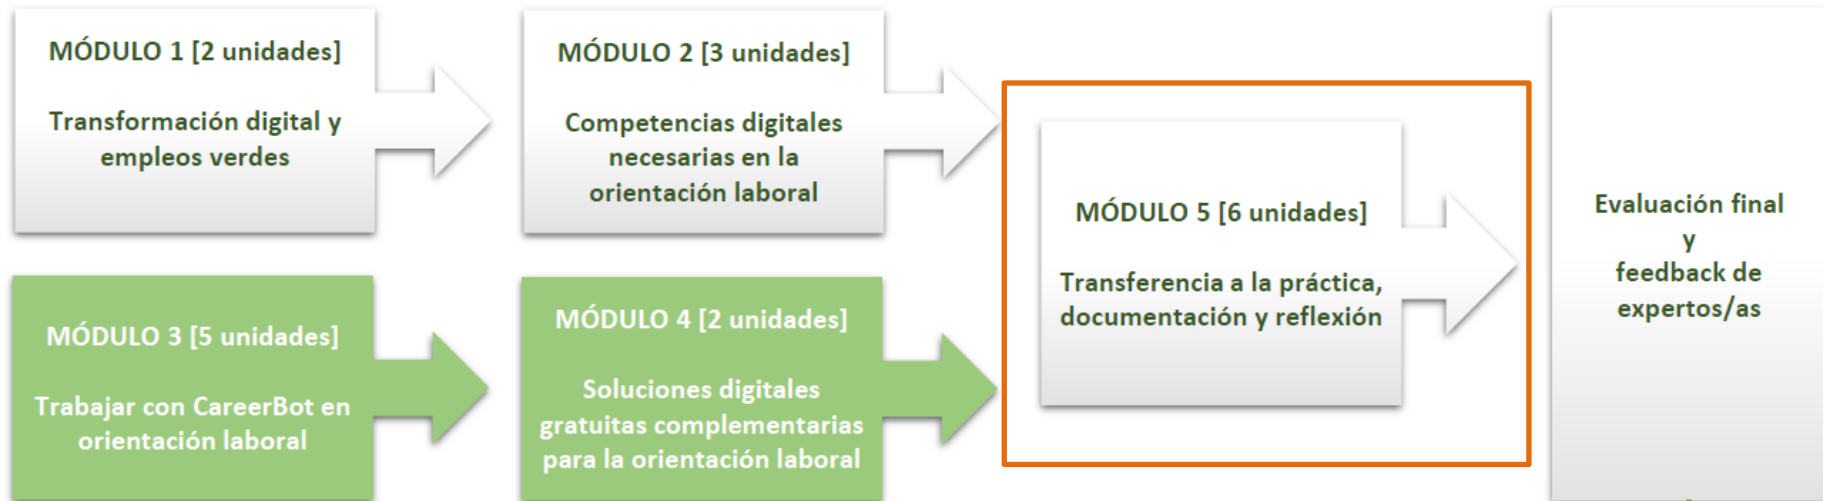 MÓDULO 1 [2 unidades]
Transformación digital y
empleos verdes
MÓDULO 2 [3 unidades]
Competencias digitales
necesarias en la
orientación laboral
MÓDULO 3 [5 unidades]
Trabajar con CareerBot en
orientación laboral
MÓDULO 4 [2 unidades]
Soluciones digitales
gratuitas complementarias
para la orientación laboral
MÓDULO 5 [6 unidades]
Transferencia a la práctica,
documentación y reflexión
Evaluación final
y
feedback de
expertos/as